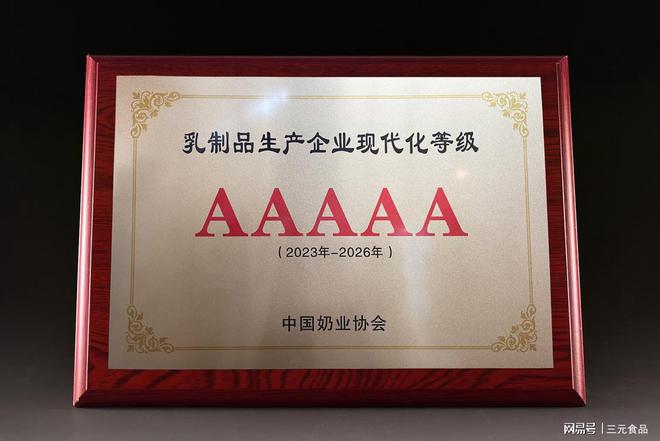 乳制品生产企业现代化等级
AAAAA
（2023年-2026年）
中国奶业协会
网易号 | 三元食品